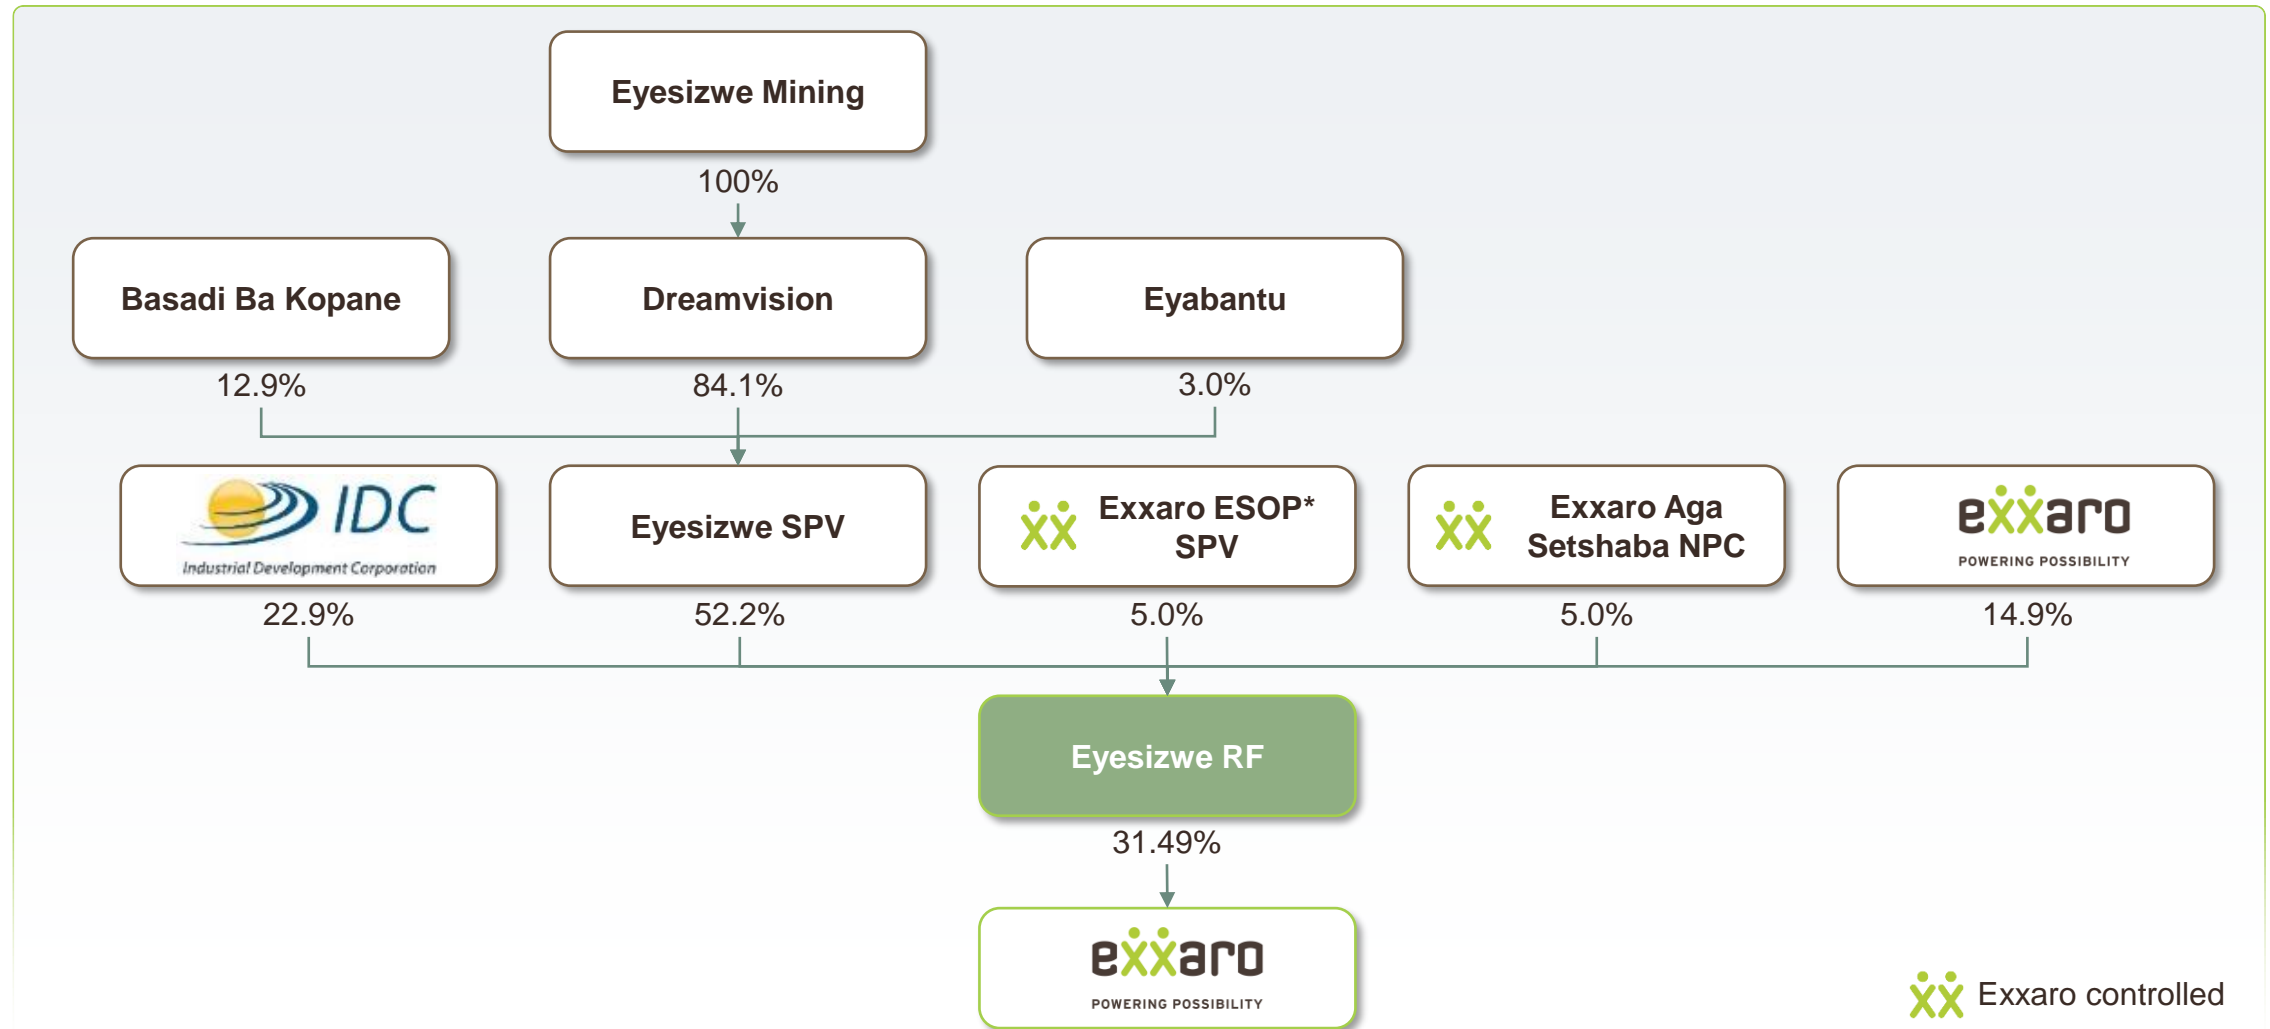 Eyesizwe Mining
100%
Basadi Ba Kopane
Dreamvision
Eyabantu
12.9%
84.1%
3.0%
IDC
Industrial Development Corporation
Eyesizwe SPV
Exxaro ESOP*
SPV
Exxaro Aga
Setshaba NPC
exxaro
POWERING POSSIBILITY
22.9%
52.2%
5.0%
5.0%
14.9%
Eyesizwe RF
31.49%
exxaro
POWERING POSSIBILITY
Exxaro controlled